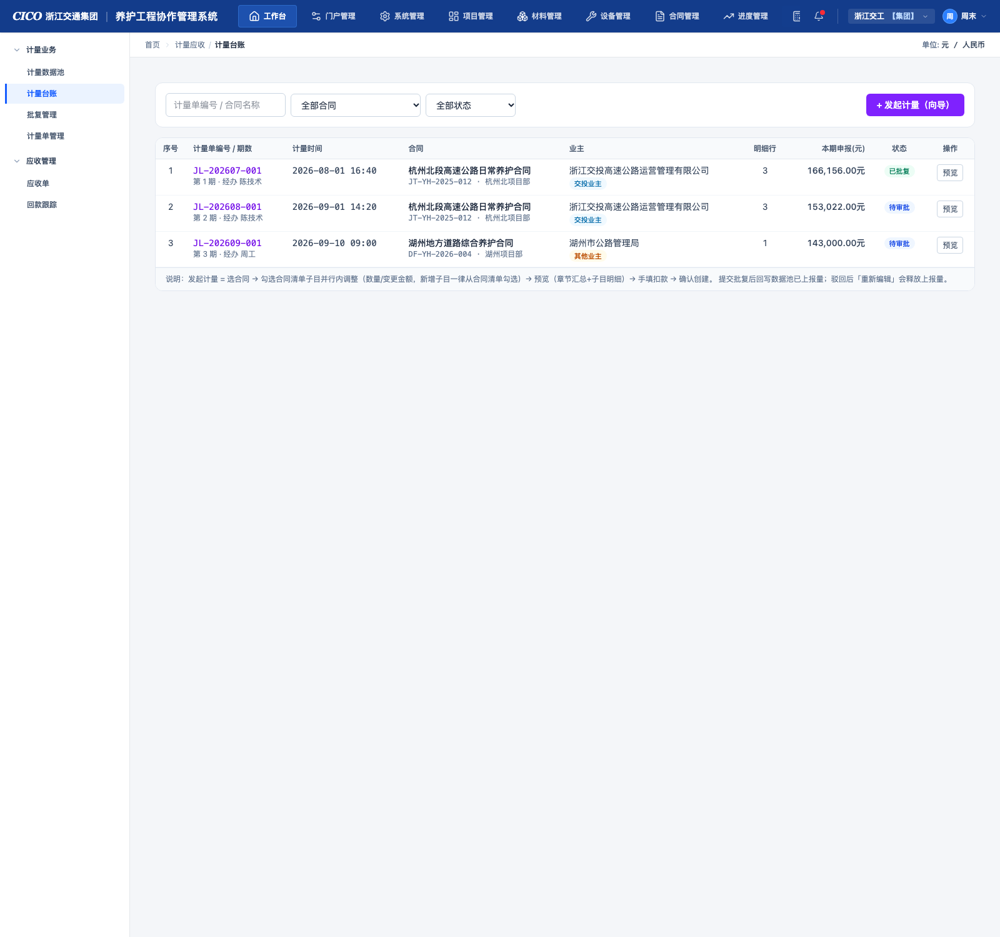 CICO 浙江交通集团 | 养护工程协作管理系统 工作台 门户管理 系统管理 项目管理 材料管理 设备管理 合同管理 进度管理 浙江交工 【集团】 周 周末
首页 > 计量应收 / 计量台账 单位: 元 / 人民币
计量业务
计量数据池
计量台账
批复管理
计量单管理
应收管理
应收单
回款跟踪
计量单编号 / 合同名称 全部合同 全部状态 + 发起计量（向导）
序号 计量单编号 / 期数 计量时间 合同 业主 明细行 本期申报(元) 状态 操作
1 JL-202607-001 2026-08-01 16:40 杭州北段高速公路日常养护合同 浙江交投高速公路运营管理有限公司 3 166,156.00元 已批复 预览
第 1 期 · 经办 陈技术 JT-YH-2025-012 · 杭州北项目部 交投业主
2 JL-202608-001 2026-09-01 14:20 杭州北段高速公路日常养护合同 浙江交投高速公路运营管理有限公司 3 153,022.00元 待审批 预览
第 2 期 · 经办 陈技术 JT-YH-2025-012 · 杭州北项目部 交投业主
3 JL-202609-001 2026-09-10 09:00 湖州地方道路综合养护合同 湖州市公路管理局 1 143,000.00元 待审批 预览
第 3 期 · 经办 周工 DF-YH-2026-004 · 湖州项目部 其他业主
说明：发起计量 = 选合同 → 勾选合同清单子目并行内调整（数量/变更金额，新增子目一律从合同清单勾选）→ 预览（章节汇总+子目明细）→ 手填扣款 → 确认创建。 提交批复后回写数据池已上报量；驳回后「重新编辑」会释放上报量。